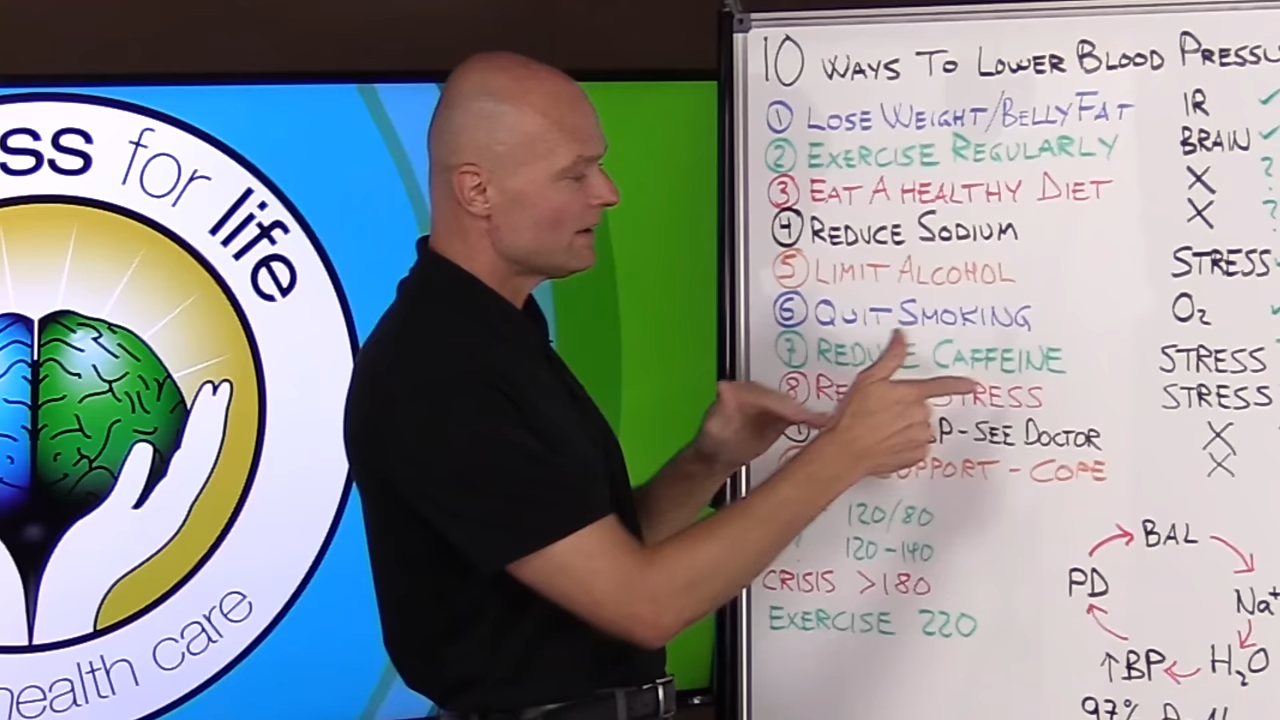 ss for life
health care
10 WAYS TO LOWER BLOOD PRESSU
1 LOSE WEIGHT/BELLY FAT IR ✓
2 EXERCISE REGULARLY BRAIN ✓
3 EAT A HEALTHY DIET X ?
4 REDUCE SODIUM X ?
5 LIMIT ALCOHOL STRESS
6 QUIT SMOKING O₂
7 REDUCE CAFFEINE STRESS
8 RE STRESS STRESS
P-SEE DOCTOR X
PPORT - COPE X
120/80
120-140
CRISIS >180
EXERCISE 220
BAL
PD
Na⁺
↑BP
H₂O
97%